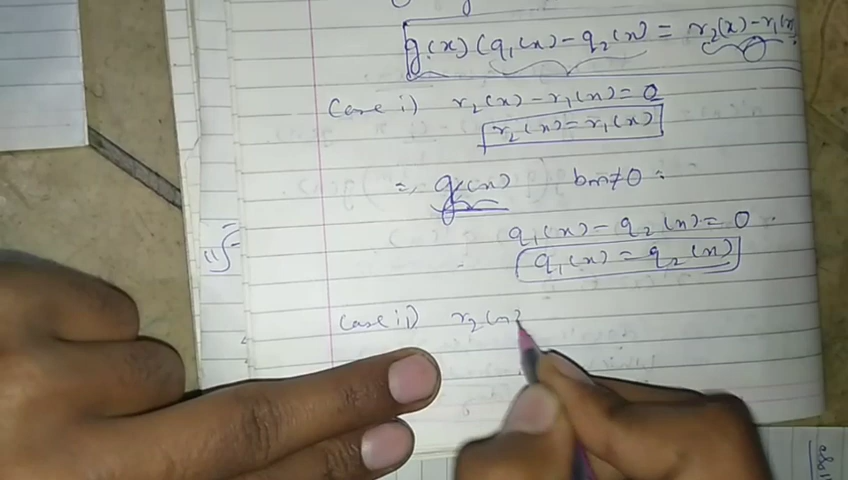 g(x) (q₁(x) - q₂(x)) = r₂(x) - r₁(x)
Case i) r₂(x) - r₁(x) = 0
r₂(x) = r₁(x)
⇒ g(x) bm ≠ 0
q₁(x) - q₂(x) = 0
q₁(x) = q₂(x)
Case ii) r₂(x)